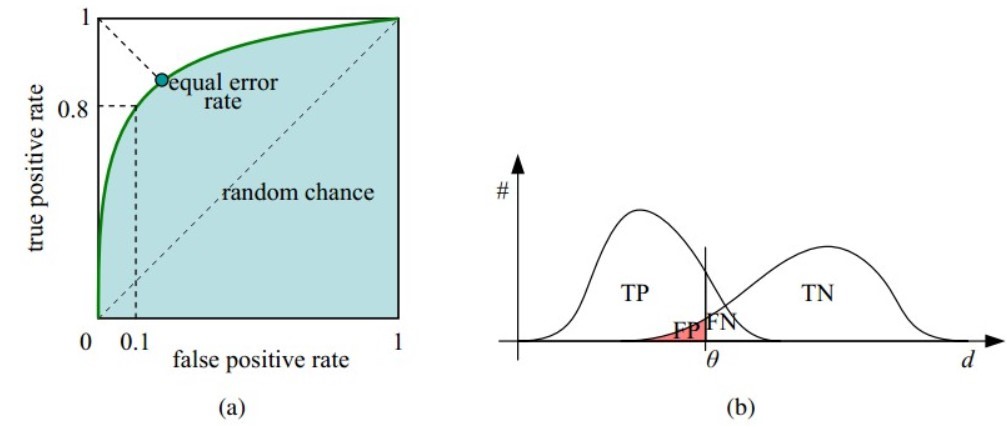 1
equal error
rate
0.8
true positive rate
random chance
0
0.1
1
false positive rate
(a)
#
TP
TN
FP
FN
θ
d
(b)